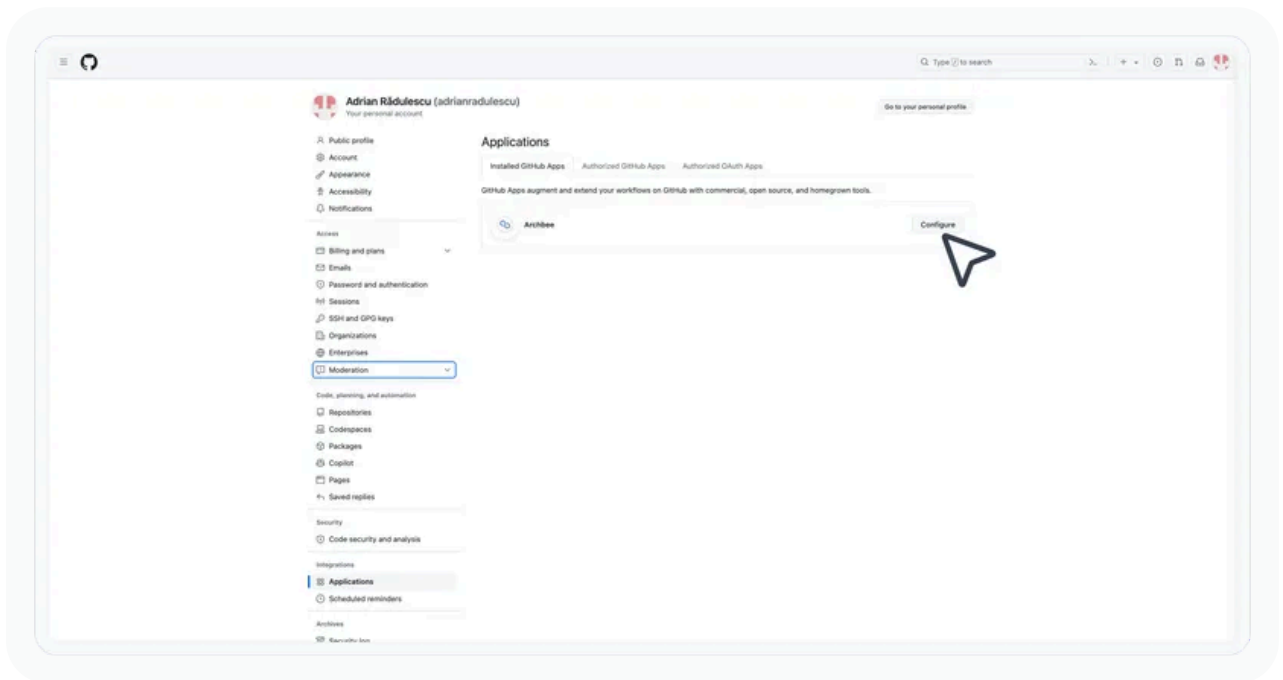 Type / to search
Adrian Rădulescu (adrianradulescu)
Your personal account
Go to your personal profile
Public profile
Account
Appearance
Accessibility
Notifications
Access
Billing and plans
Emails
Password and authentication
Sessions
SSH and GPG keys
Organizations
Enterprises
Moderation
Code, planning, and automation
Repositories
Codespaces
Packages
Copilot
Pages
Saved replies
Security
Code security and analysis
Integrations
Applications
Scheduled reminders
Archives
Security log
Applications
Installed GitHub Apps Authorized GitHub Apps Authorized OAuth Apps
GitHub Apps augment and extend your workflows on GitHub with commercial, open source, and homegrown tools.
Archbee Configure